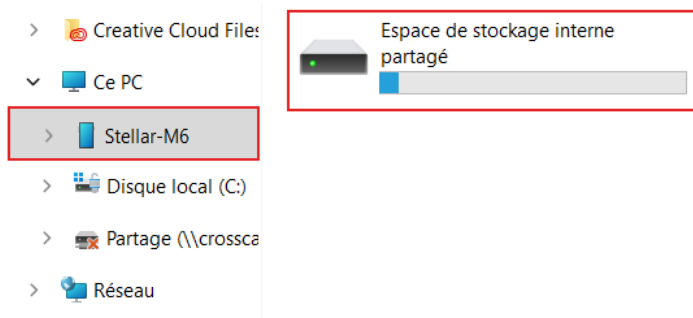 Creative Cloud Files
Ce PC
Stellar-M6
Disque local (C:)
Partage (\\crossca
Réseau
Espace de stockage interne
partagé